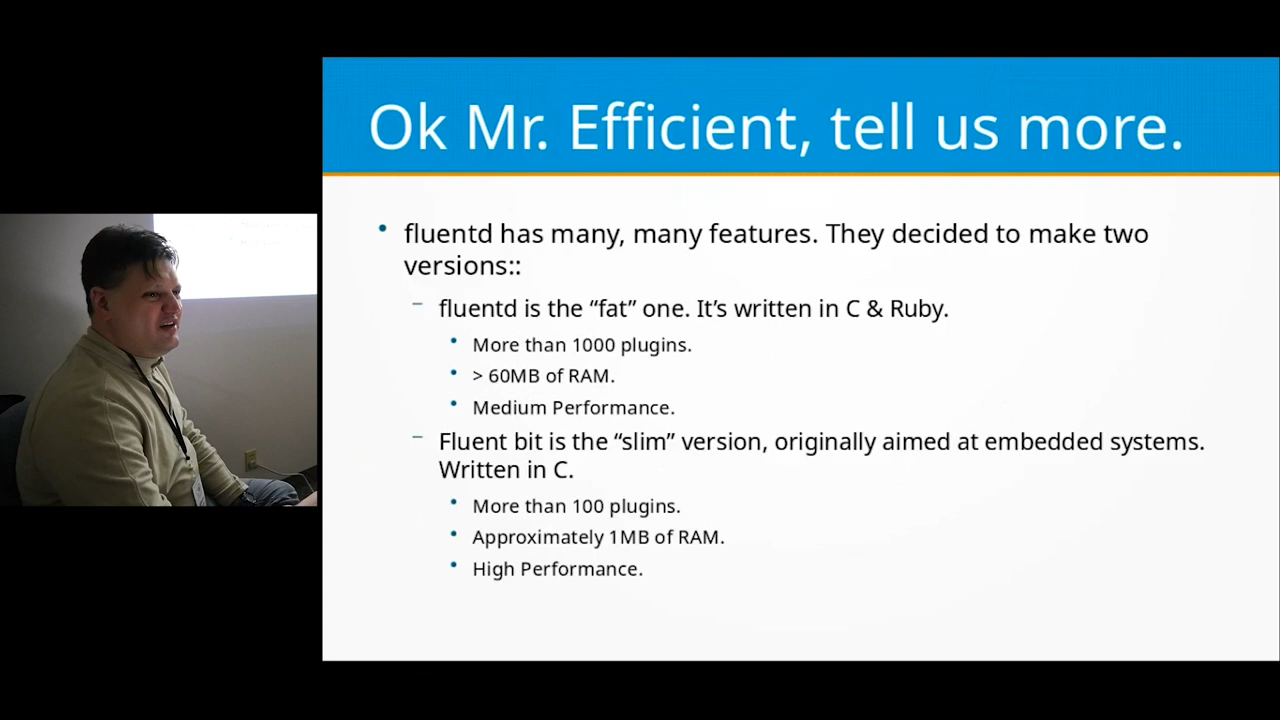 Ok Mr. Efficient, tell us more.
• fluentd has many, many features. They decided to make two
versions::
– fluentd is the “fat” one. It’s written in C & Ruby.
• More than 1000 plugins.
• > 60MB of RAM.
• Medium Performance.
– Fluent bit is the “slim” version, originally aimed at embedded systems.
Written in C.
• More than 100 plugins.
• Approximately 1MB of RAM.
• High Performance.